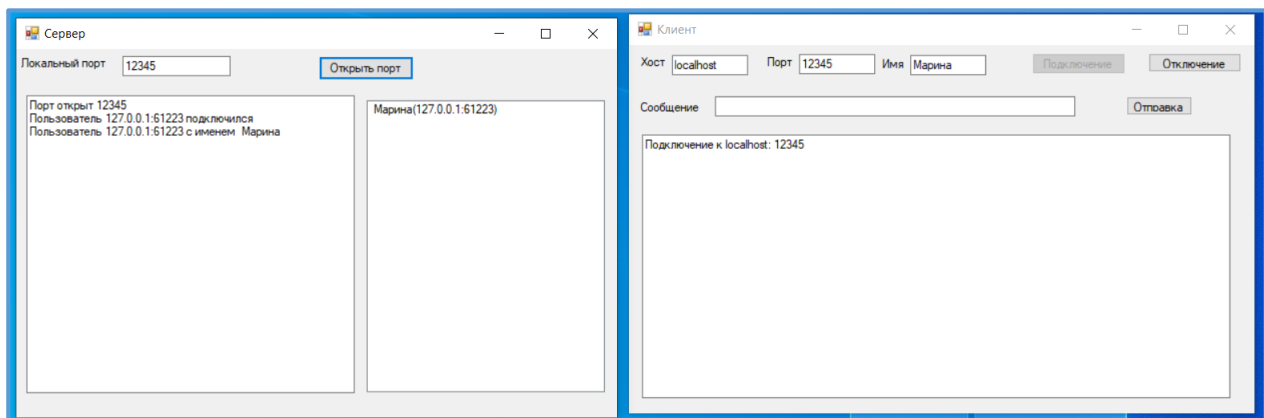 Сервер
Локальный порт 12345 Открыть порт
Порт открыт 12345
Пользователь 127.0.0.1:61223 подключился
Пользователь 127.0.0.1:61223 с именем Марина
Марина(127.0.0.1:61223)
Клиент
Хост localhost Порт 12345 Имя Марина Подключение Отключение
Сообщение Отправка
Подключение к localhost: 12345